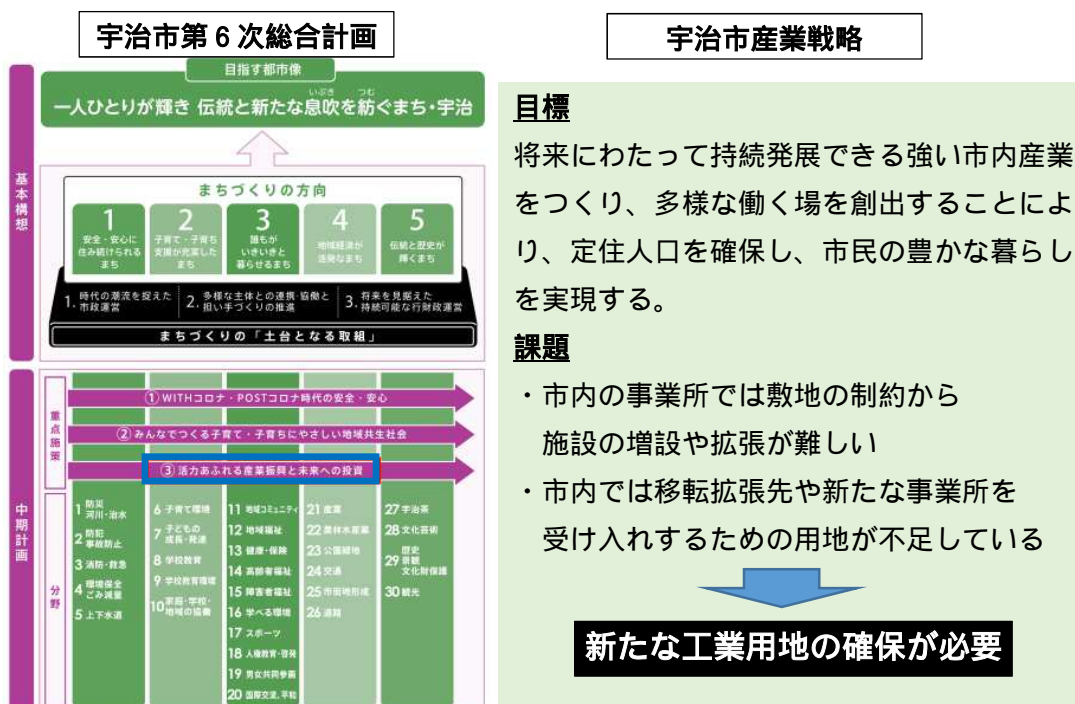 宇治市第6次総合計画
目指す都市像
いぶき つむ
一人ひとりが輝き 伝統と新たな息吹を紡ぐまち・宇治
基本構想
まちづくりの方向
1
安全・安心に
住み続けられる
まち
2
子育て・子育ち
支援が充実した
まち
3
誰もが
いきいきと
暮らせるまち
4
地域経済が
活発なまち
5
伝統と歴史が
輝くまち
1. 時代の潮流を捉えた
市政運営
2. 多様な主体との連携・協働と
担い手づくりの推進
3. 将来を見据えた
持続可能な行財政運営
まちづくりの「土台となる取組」
中期計画
重点施策
①WITHコロナ・POSTコロナ時代の安全・安心
②みんなでつくる子育て・子育ちにやさしい地域共生社会
③活力あふれる産業振興と未来への投資
分野
1 防災
河川・治水
2 防犯
事故防止
3 消防・救急
4 環境保全
ごみ減量
5 上下水道
6 子育て環境
7 子どもの
成長・発達
8 学校教育
9 学校教育環境
10 家庭・学校・
地域の協働
11 地域コミュニティ
12 地域福祉
13 健康・保険
14 高齢者福祉
15 障害者福祉
16 学べる環境
17 スポーツ
18 人権教育・啓発
19 男女共同参画
20 国際交流、平和
21 産業
22 農林水産業
23 公園緑地
24 交通
25 市街地形成
26 道路
27 宇治茶
28 文化芸術
29 歴史
景観
文化財保護
30 観光
宇治市産業戦略
目標
将来にわたって持続発展できる強い市内産業
をつくり、多様な働く場を創出することによ
り、定住人口を確保し、市民の豊かな暮らし
を実現する。
課題
・市内の事業所では敷地の制約から
施設の増設や拡張が難しい
・市内では移転拡張先や新たな事業所を
受け入れするための用地が不足している
新たな工業用地の確保が必要